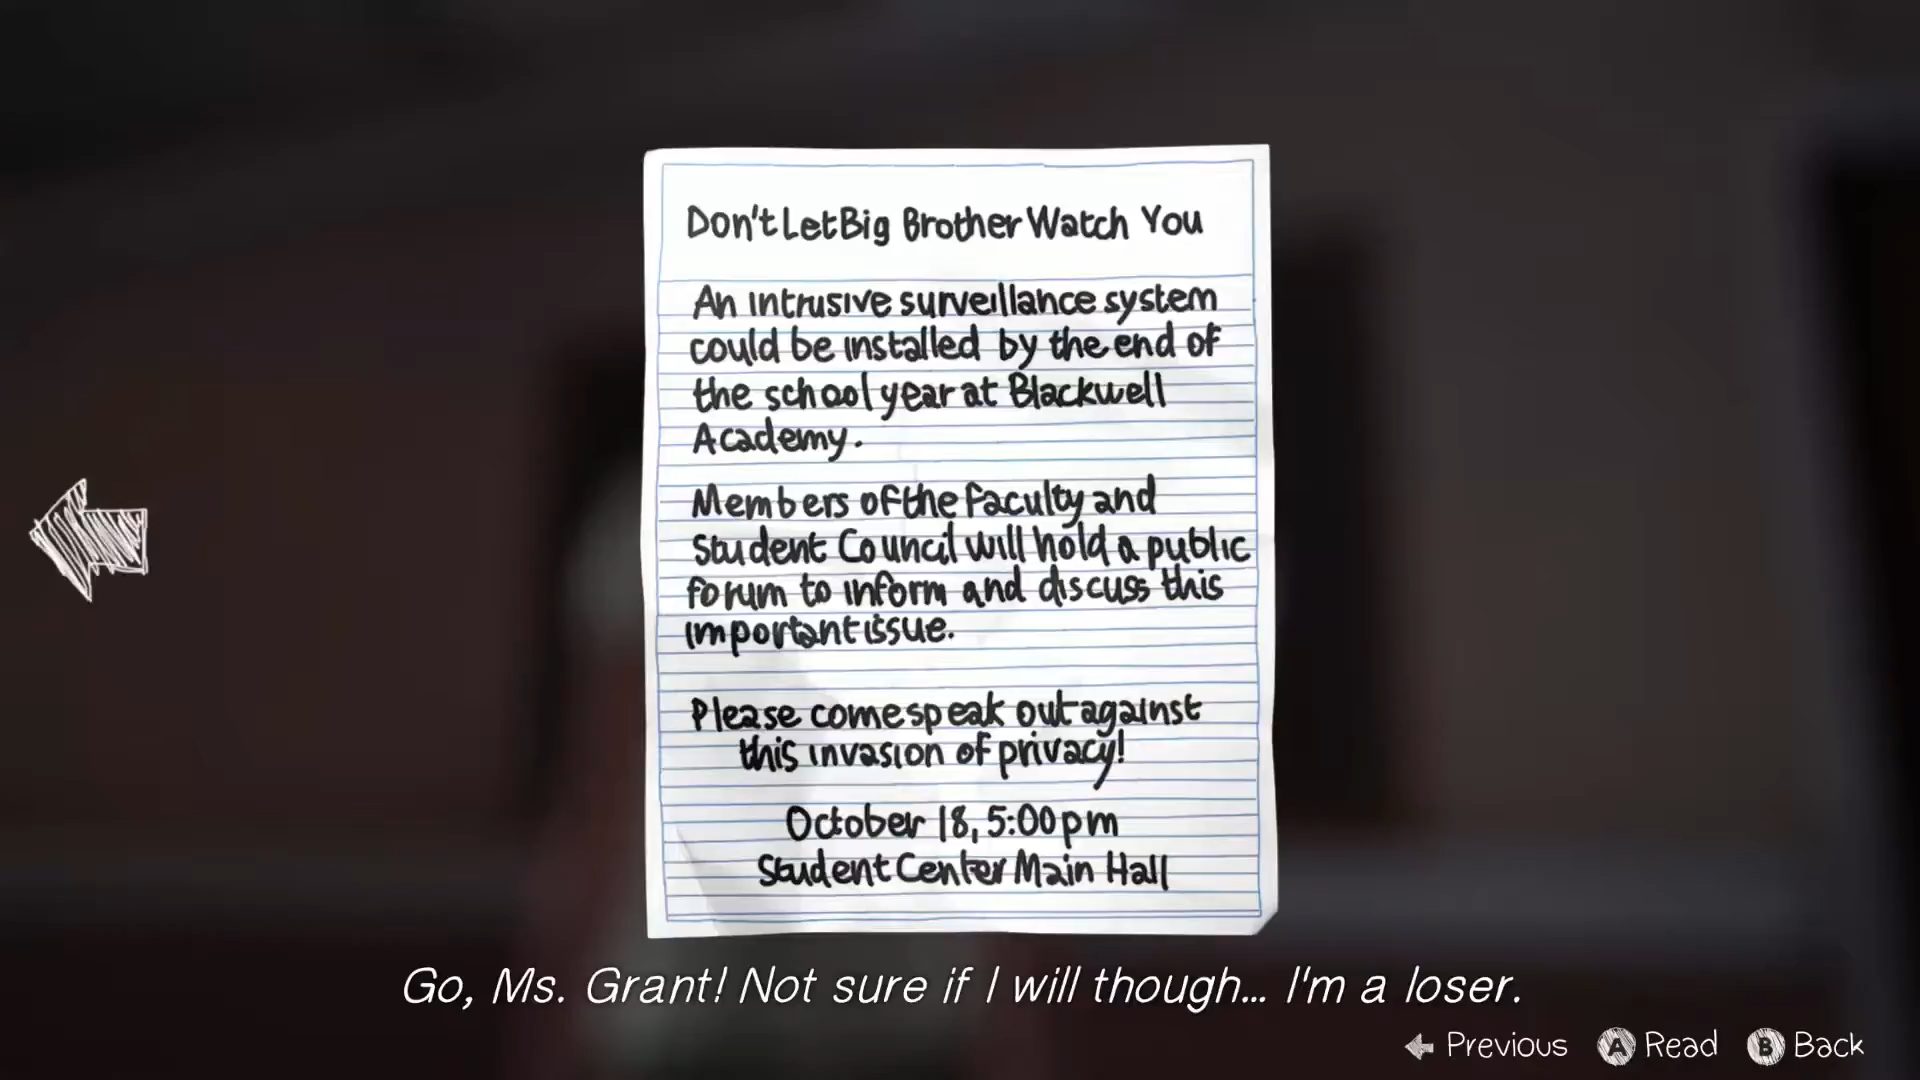 Don't Let Big Brother Watch You
An intrusive surveillance system
could be installed by the end of
the school year at Blackwell
Academy.
Members of the faculty and
Student Council will hold a public
forum to inform and discuss this
important issue.
Please come speak out against
this invasion of privacy!
October 18, 5:00pm
Student Center Main Hall
Go, Ms. Grant! Not sure if I will though... I'm a loser.
Previous A Read B Back